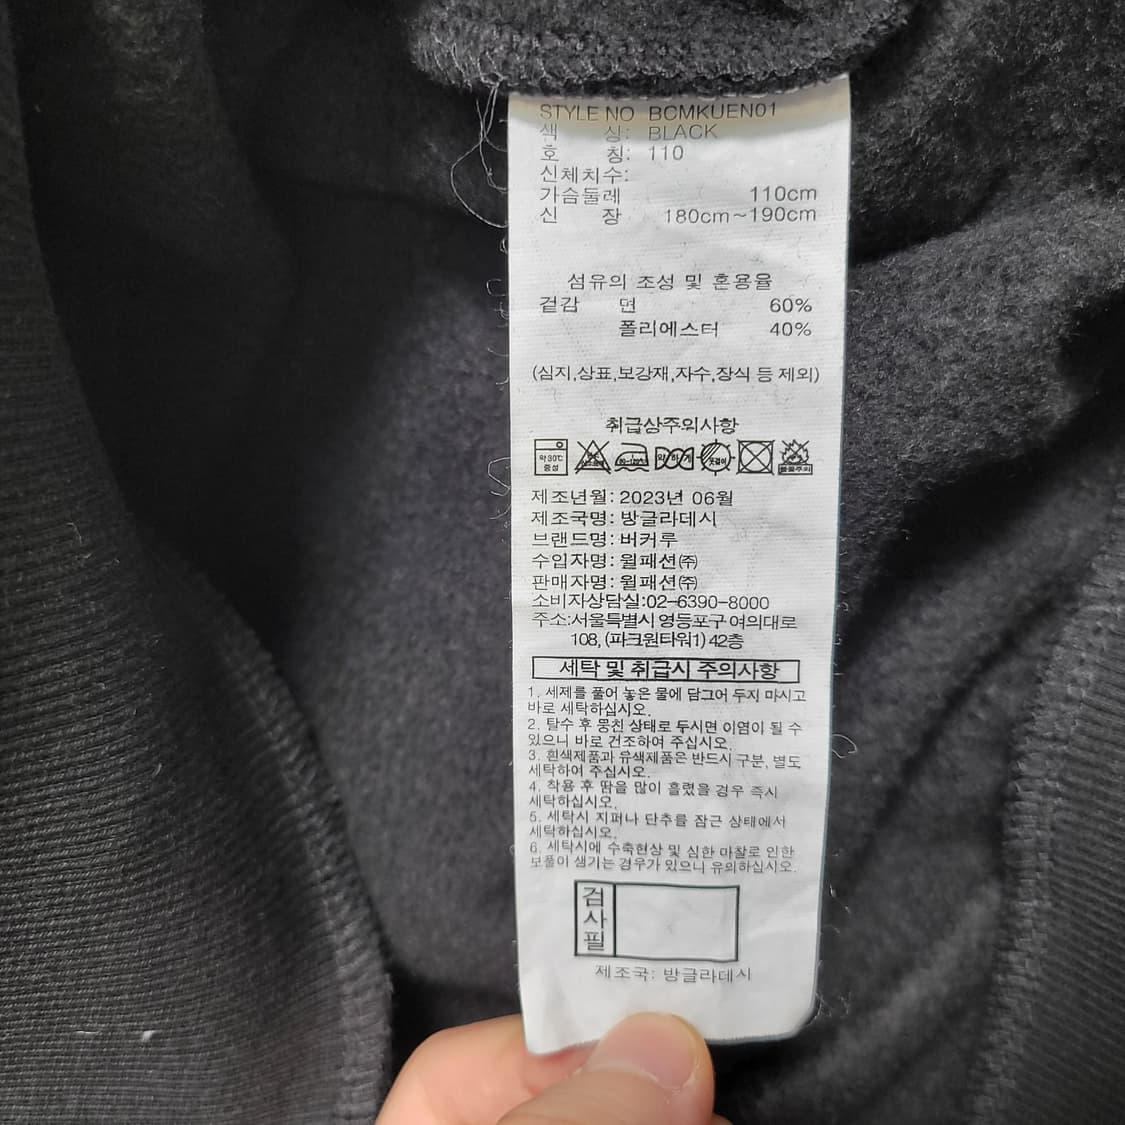 STYLE NO BCMKUEN01
색 상: BLACK
호 칭: 110
신체치수:
가슴둘레 110cm
신 장 180cm~190cm
섬유의 조성 및 혼용율
겉감 면 60%
폴리에스터 40%
(심지,상표,보강재,자수,장식 등 제외)
취급상주의사항
약30℃ 중성 80~120℃ 약하게 옷걸이
제조년월: 2023년 06월
제조국명: 방글라데시
브랜드명: 버커루
수입자명: 월패션㈜
판매자명: 월패션㈜
소비자상담실:02-6390-8000
주소:서울특별시 영등포구 여의대로
108, (파크원타워1) 42층
세탁 및 취급시 주의사항
1. 세제를 풀어 놓은 물에 담그어 두지 마시고
바로 세탁하십시오.
2. 탈수 후 뭉친 상태로 두시면 이염이 될 수
있으니 바로 건조하여 주십시오.
3. 흰색제품과 유색제품은 반드시 구분, 별도
세탁하여 주십시오.
4. 착용 후 땀을 많이 흘렸을 경우 즉시
세탁하십시오.
5. 세탁시 지퍼나 단추를 잠근 상태에서
세탁하십시오.
6. 세탁시에 수축현상 및 심한 마찰로 인한
보풀이 생기는 경우가 있으니 유의하십시오.
검사필
제조국: 방글라데시